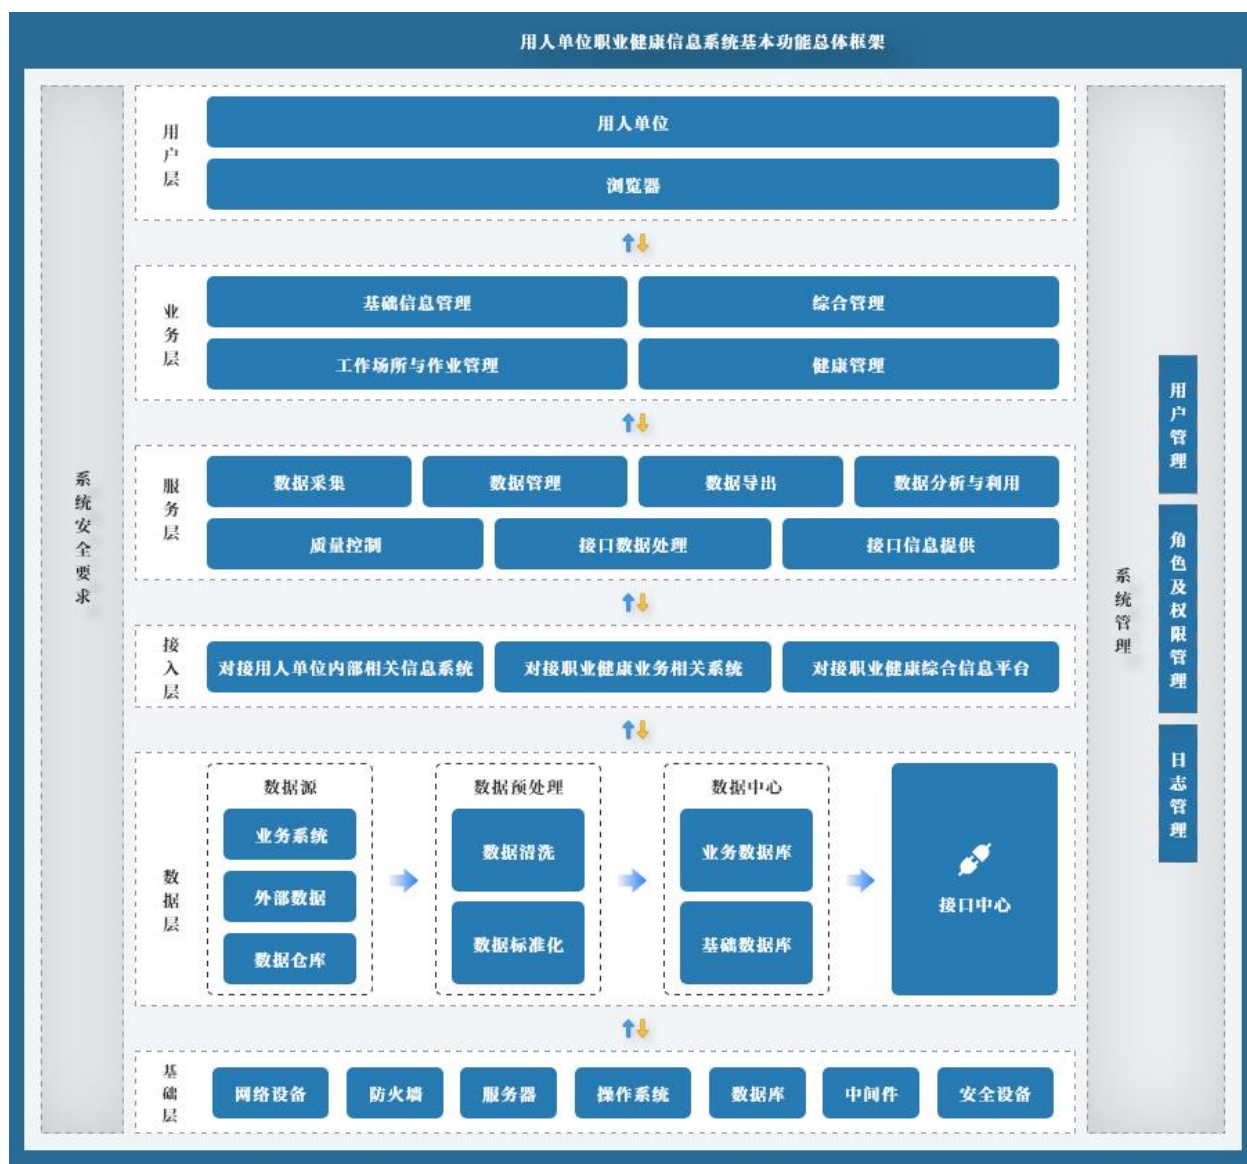 用人单位职业健康信息系统基本功能总体框架
系统安全要求
用户层
用人单位
浏览器
业务层
基础信息管理
综合管理
工作场所与作业管理
健康管理
服务层
数据采集
数据管理
数据导出
数据分析与利用
质量控制
接口数据处理
接口信息提供
接入层
对接用人单位内部相关信息系统
对接职业健康业务相关系统
对接职业健康综合信息平台
数据层
数据源
业务系统
外部数据
数据仓库
数据预处理
数据清洗
数据标准化
数据中心
业务数据库
基础数据库
接口中心
基础层
网络设备
防火墙
服务器
操作系统
数据库
中间件
安全设备
系统管理
用户管理
角色及权限管理
日志管理